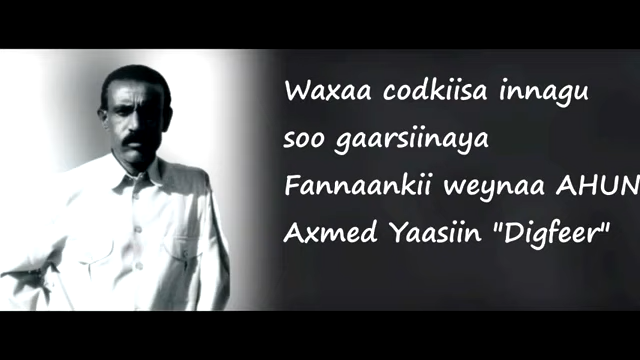 Waxaa codkiisa innagu
soo gaarsiinaya
Fannaankii weynaa AHUN
Axmed Yaasiin "Digfeer"